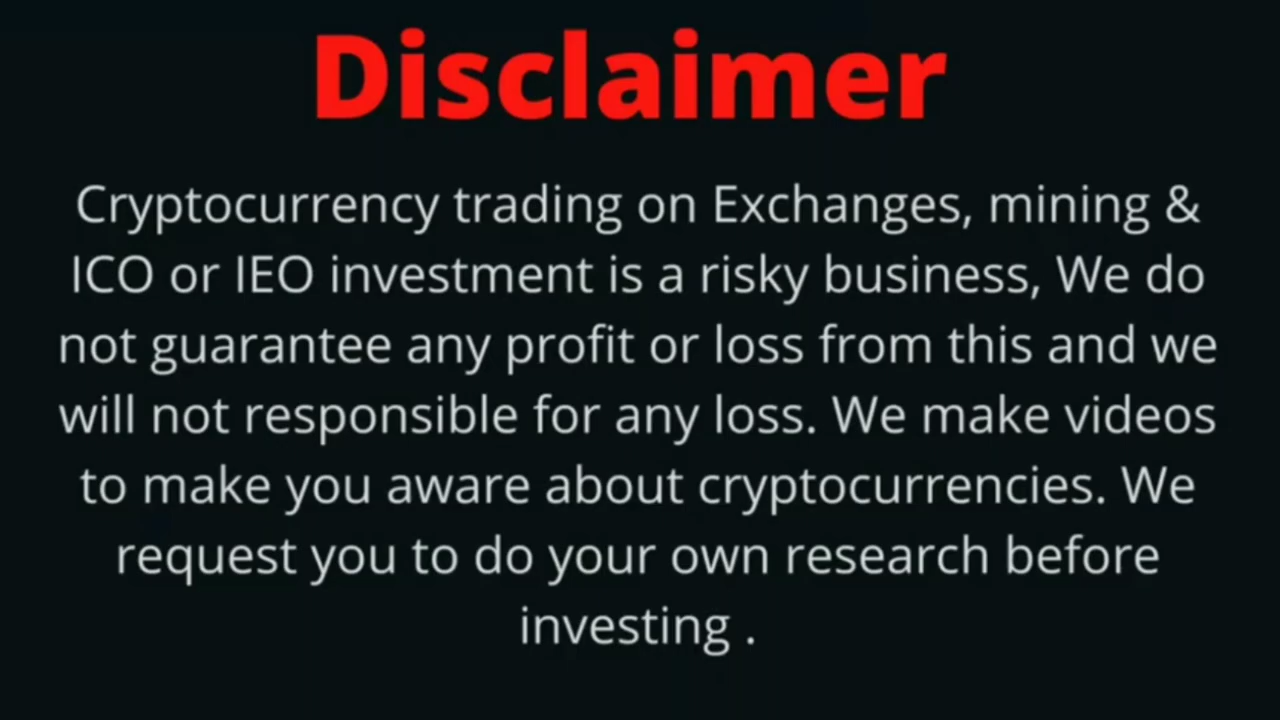 Disclaimer
Cryptocurrency trading on Exchanges, mining &
ICO or IEO investment is a risky business, We do
not guarantee any profit or loss from this and we
will not responsible for any loss. We make videos
to make you aware about cryptocurrencies. We
request you to do your own research before
investing .